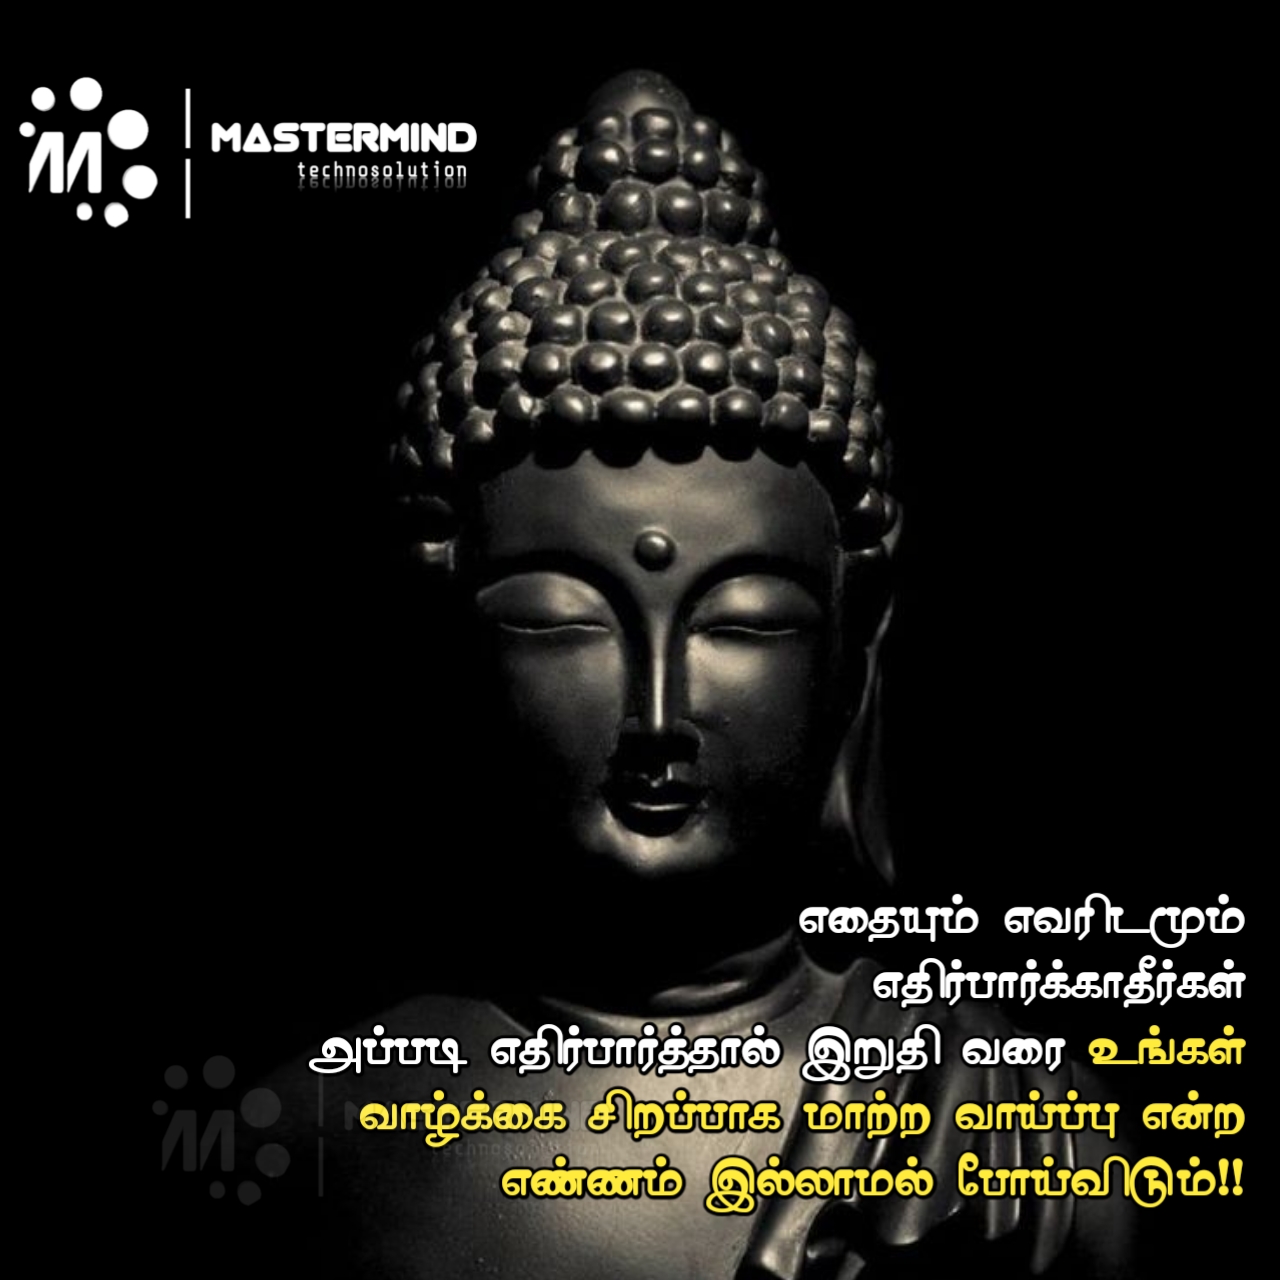 MASTERMIND
technosolution
எதையும் எவரிடமும்
எதிர்பார்க்காதீர்கள்
அப்படி எதிர்பார்த்தால் இறுதி வரை உங்கள்
வாழ்க்கை சிறப்பாக மாற்ற வாய்ப்பு என்ற
எண்ணம் இல்லாமல் போய்விடும்!!